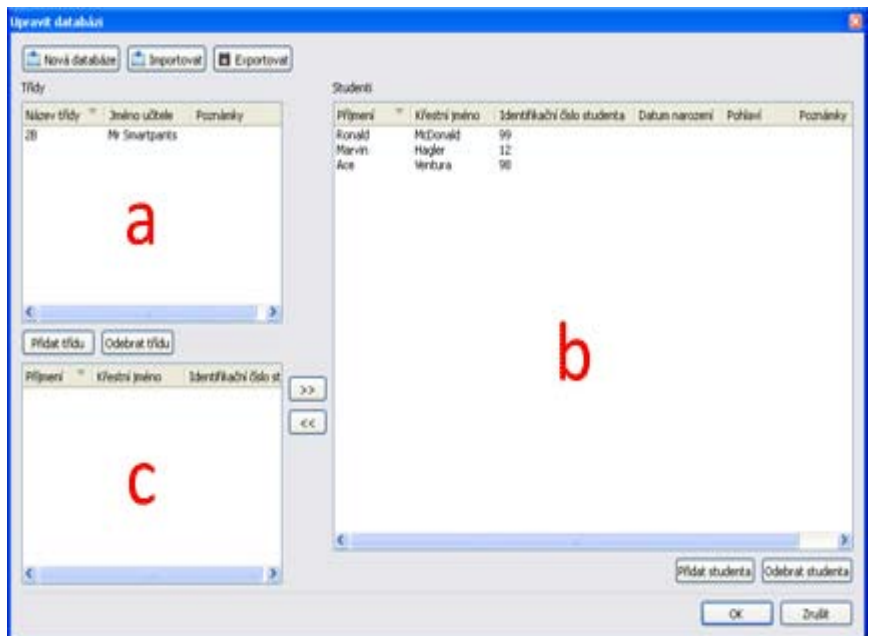 Upravit databázi
Nová databáze Importovat Exportovat
Třídy
Název třídy Jméno učitele Poznámky
2B Mr Smartpants
a
Přidat třídu Odebrat třídu
Příjmení Křestní jméno Identifikační číslo st
c
>>
<<
Studenti
Příjmení Křestní jméno Identifikační číslo studenta Datum narození Pohlaví Poznámky
Ronald McDonald 99
Marvin Hagler 12
Ace Ventura 98
b
Přidat studenta Odebrat studenta
OK Zrušit